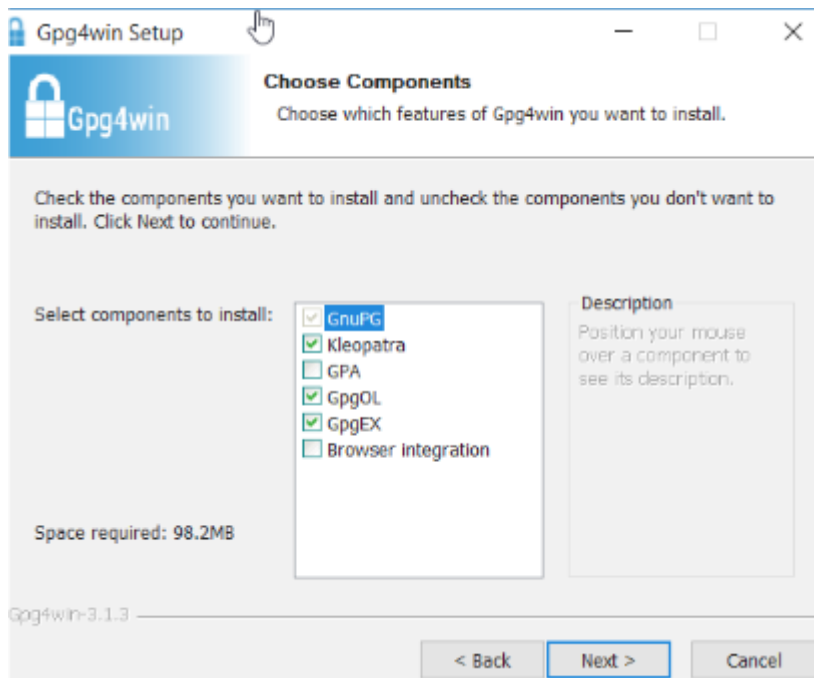 Gpg4win Setup
Gpg4win
Choose Components
Choose which features of Gpg4win you want to install.
Check the components you want to install and uncheck the components you don't want to
install. Click Next to continue.
Select components to install:
GnuPG
Kleopatra
GPA
GpgOL
GpgEX
Browser integration
Description
Position your mouse
over a component to
see its description.
Space required: 98.2MB
Gpg4win-3.1.3
< Back
Next >
Cancel